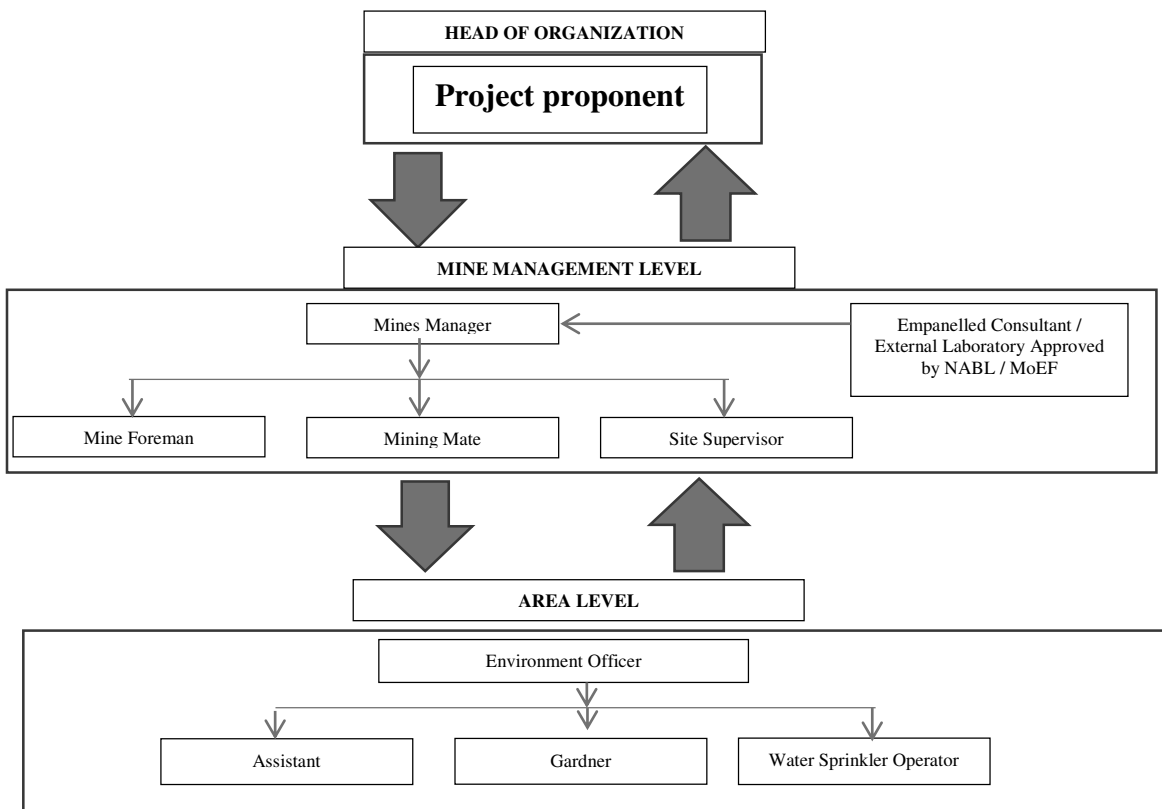 HEAD OF ORGANIZATION
Project proponent
MINE MANAGEMENT LEVEL
Mines Manager
Empanelled Consultant /
External Laboratory Approved
by NABL / MoEF
Mine Foreman
Mining Mate
Site Supervisor
AREA LEVEL
Environment Officer
Assistant
Gardner
Water Sprinkler Operator